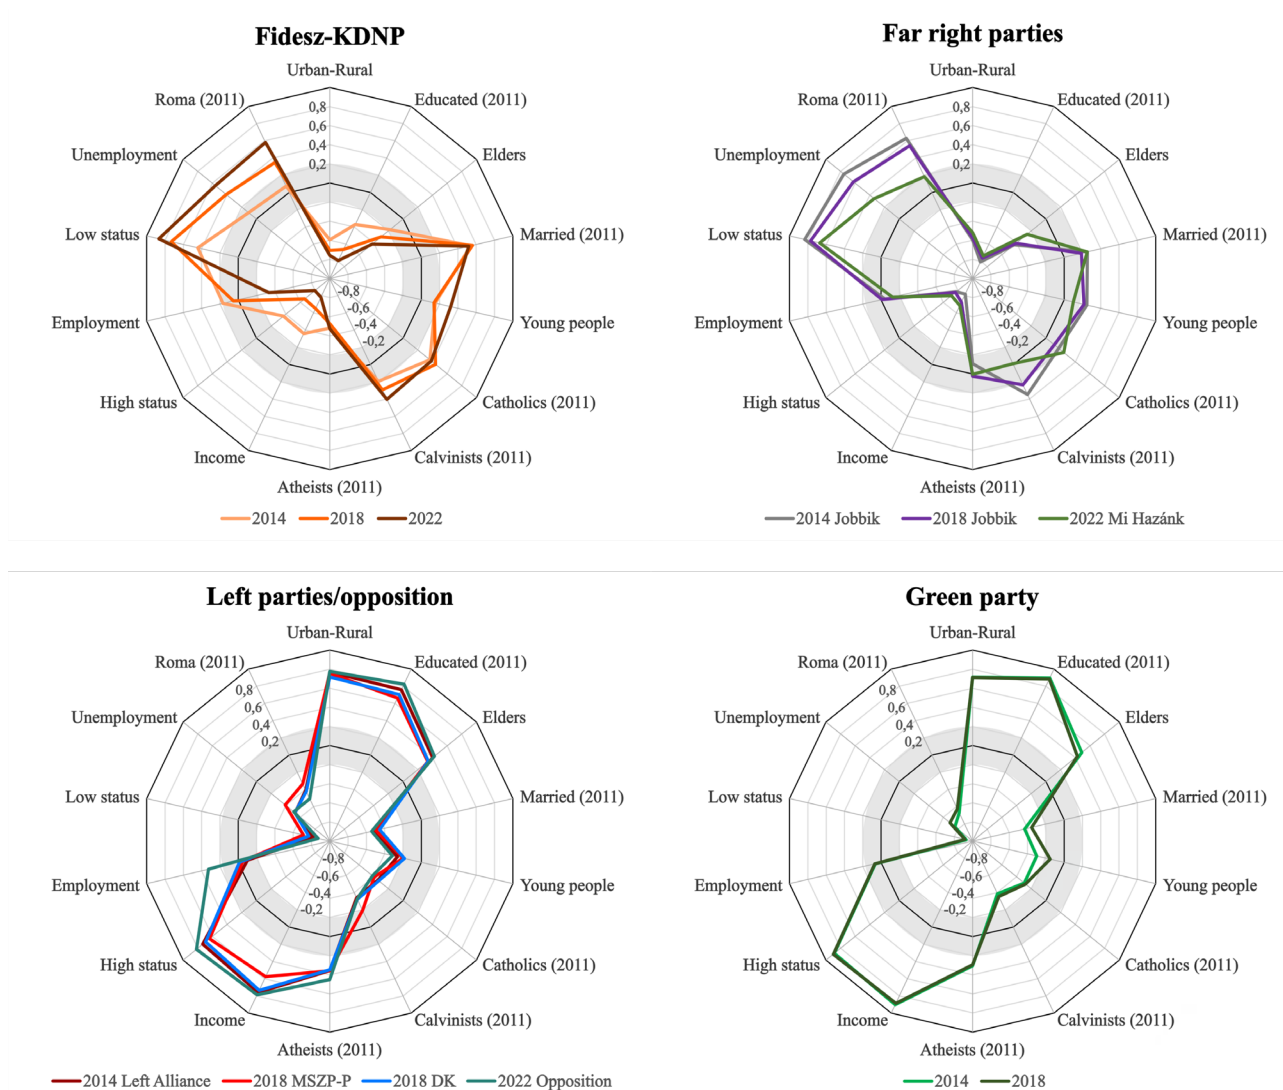 Fidesz-KDNP
Urban-Rural
Roma (2011)
Educated (2011)
0,8
0,6
0,4
0,2
Unemployment
Elders
Low status
Married (2011)
-0,8
-0,6
-0,4
-0,2
Employment
Young people
High status
Catholics (2011)
Income
Calvinists (2011)
Atheists (2011)
2014 2018 2022
Far right parties
Urban-Rural
Roma (2011)
Educated (2011)
0,8
0,6
0,4
0,2
Unemployment
Elders
Low status
Married (2011)
-0,8
-0,6
-0,4
-0,2
Employment
Young people
High status
Catholics (2011)
Income
Calvinists (2011)
Atheists (2011)
2014 Jobbik 2018 Jobbik 2022 Mi Hazánk
Left parties/opposition
Urban-Rural
Roma (2011)
Educated (2011)
0,8
0,6
0,4
0,2
Unemployment
Elders
Low status
Married (2011)
-0,8
-0,6
-0,4
-0,2
Employment
Young people
High status
Catholics (2011)
Income
Calvinists (2011)
Atheists (2011)
2014 Left Alliance 2018 MSZP-P 2018 DK 2022 Opposition
Green party
Urban-Rural
Roma (2011)
Educated (2011)
0,8
0,6
0,4
0,2
Unemployment
Elders
Low status
Married (2011)
-0,8
-0,6
-0,4
-0,2
Employment
Young people
High status
Catholics (2011)
Income
Calvinists (2011)
Atheists (2011)
2014 2018